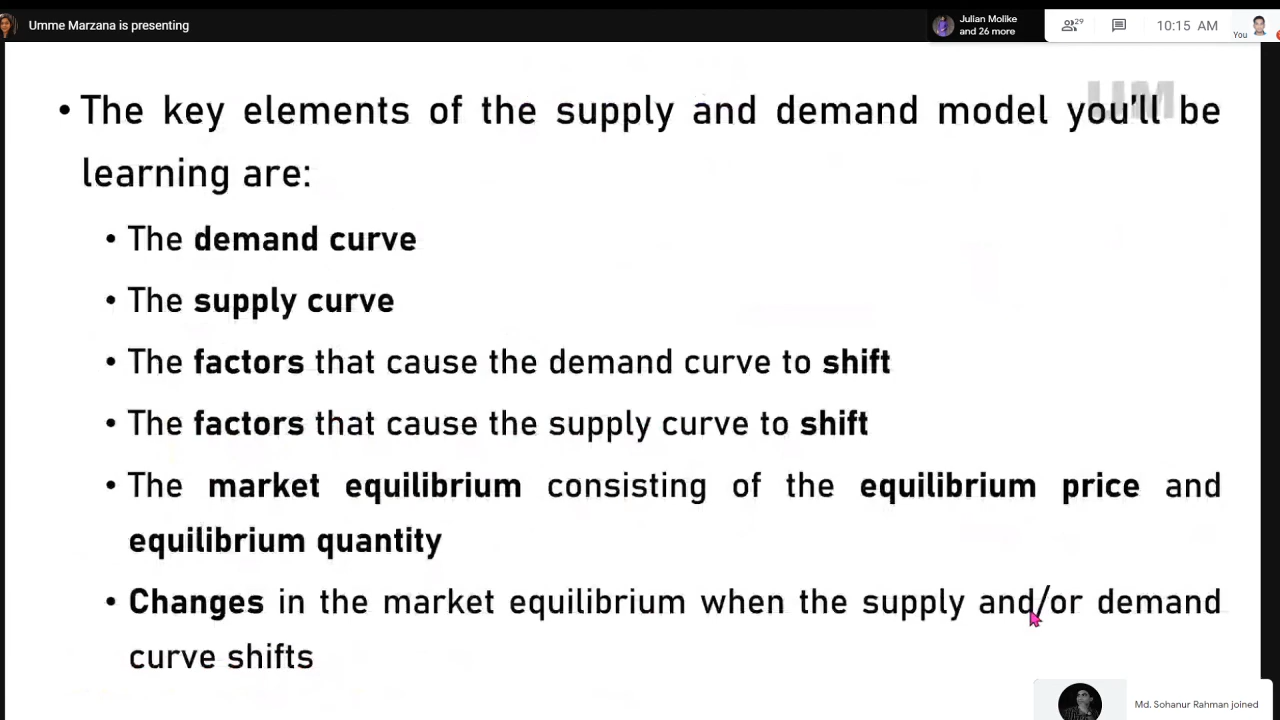 Umme Marzana is presenting
Julian Molike
and 26 more
29
10:15 AM
You
• The key elements of the supply and demand model you'll be
learning are:
• The demand curve
• The supply curve
• The factors that cause the demand curve to shift
• The factors that cause the supply curve to shift
• The market equilibrium consisting of the equilibrium price and
equilibrium quantity
• Changes in the market equilibrium when the supply and/or demand
curve shifts
Md. Sohanur Rahman joined